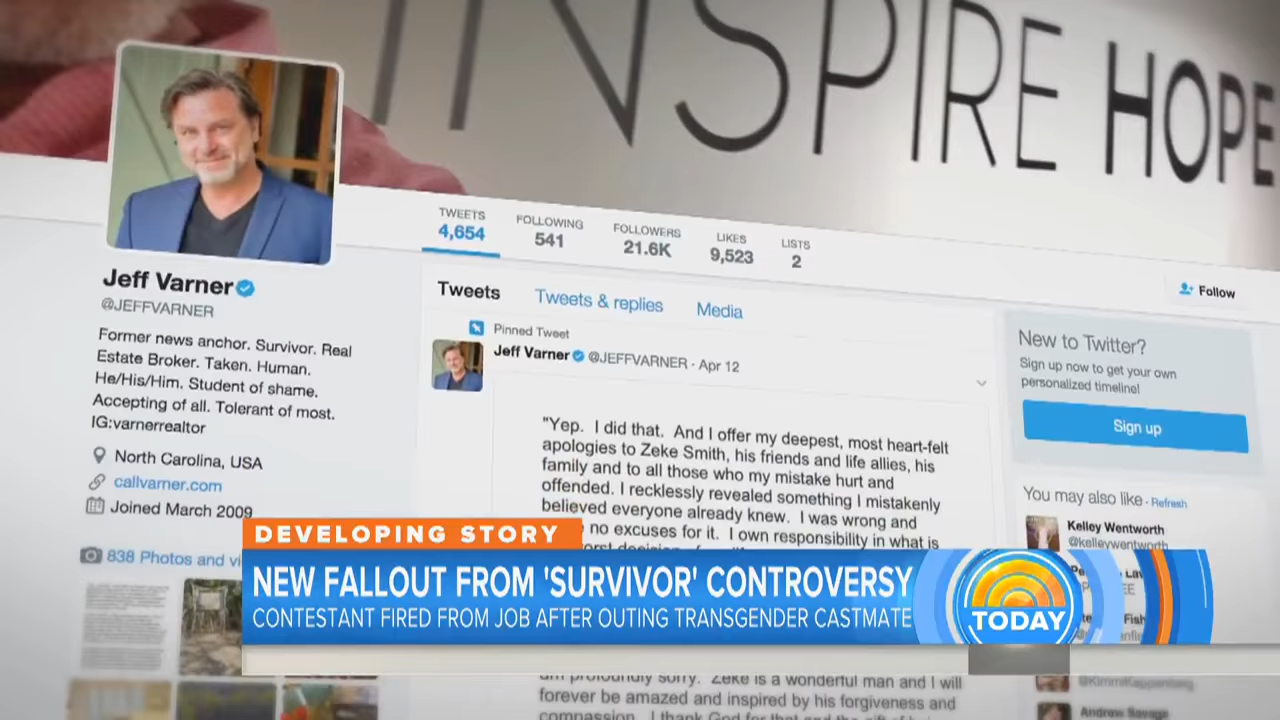 INSPIRE HOPE
TWEETS
4,654
FOLLOWING
541
FOLLOWERS
21.6K
LIKES
9,523
LISTS
2
Follow
Jeff Varner
@JEFFVARNER
Former news anchor. Survivor. Real
Estate Broker. Taken. Human.
He/His/Him. Student of shame.
Accepting of all. Tolerant of most.
IG:varnerrealtor
North Carolina, USA
callvarner.com
Joined March 2009
838 Photos and vi
Tweets
Tweets & replies
Media
Pinned Tweet
Jeff Varner @JEFFVARNER · Apr 12
"Yep. I did that. And I offer my deepest, most heart-felt
apologies to Zeke Smith, his friends and life allies, his
family and to all those who my mistake hurt and
offended. I recklessly revealed something I mistakenly
believed everyone already knew. I was wrong and
no excuses for it. I own responsibility in what is
profoundly sorry. Zeke is a wonderful man and I will
forever be amazed and inspired by his forgiveness and
compassion. I thank God for that and the gift of
New to Twitter?
Sign up now to get your own
personalized timeline!
Sign up
You may also like · Refresh
Kelley Wentworth
@kelleywentworth
Fish
@KimmiKappenberg
Andrew Savage
DEVELOPING STORY
NEW FALLOUT FROM 'SURVIVOR' CONTROVERSY
CONTESTANT FIRED FROM JOB AFTER OUTING TRANSGENDER CASTMATE
TODAY